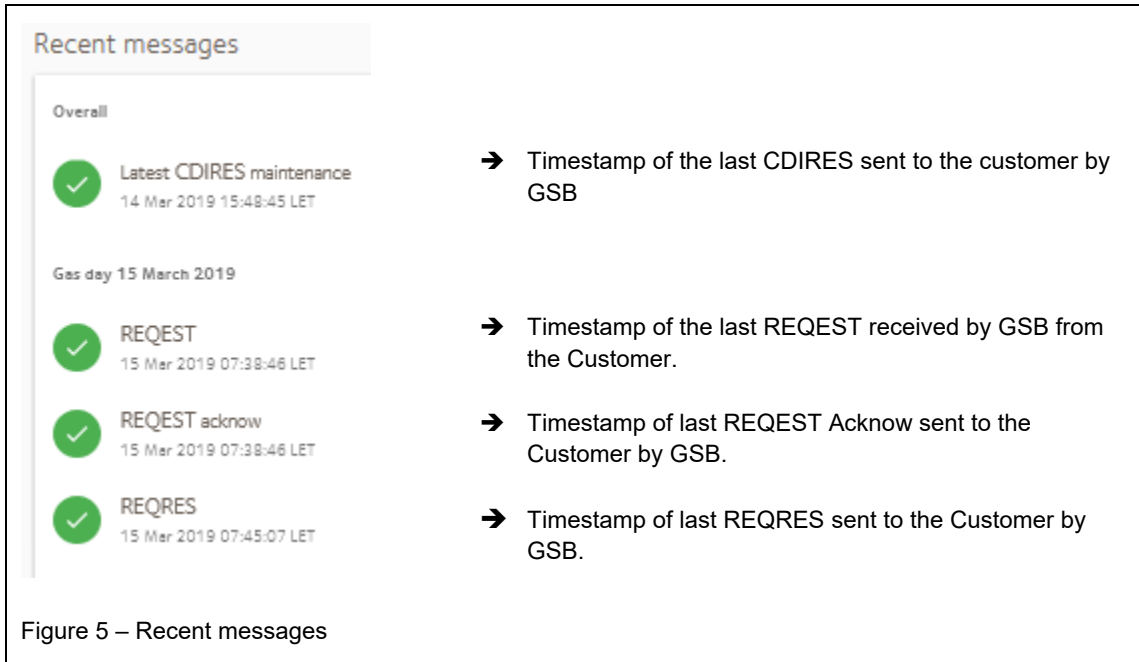 Recent messages
Overall
Latest CDIRES maintenance
14 Mar 2019 15:48:45 LET
➔ Timestamp of the last CDIRES sent to the customer by
GSB
Gas day 15 March 2019
REQEST
15 Mar 2019 07:38:46 LET
➔ Timestamp of the last REQEST received by GSB from
the Customer.
REQEST acknow
15 Mar 2019 07:38:46 LET
➔ Timestamp of last REQEST Acknow sent to the
Customer by GSB.
REQRES
15 Mar 2019 07:45:07 LET
➔ Timestamp of last REQRES sent to the Customer by
GSB.
Figure 5 – Recent messages